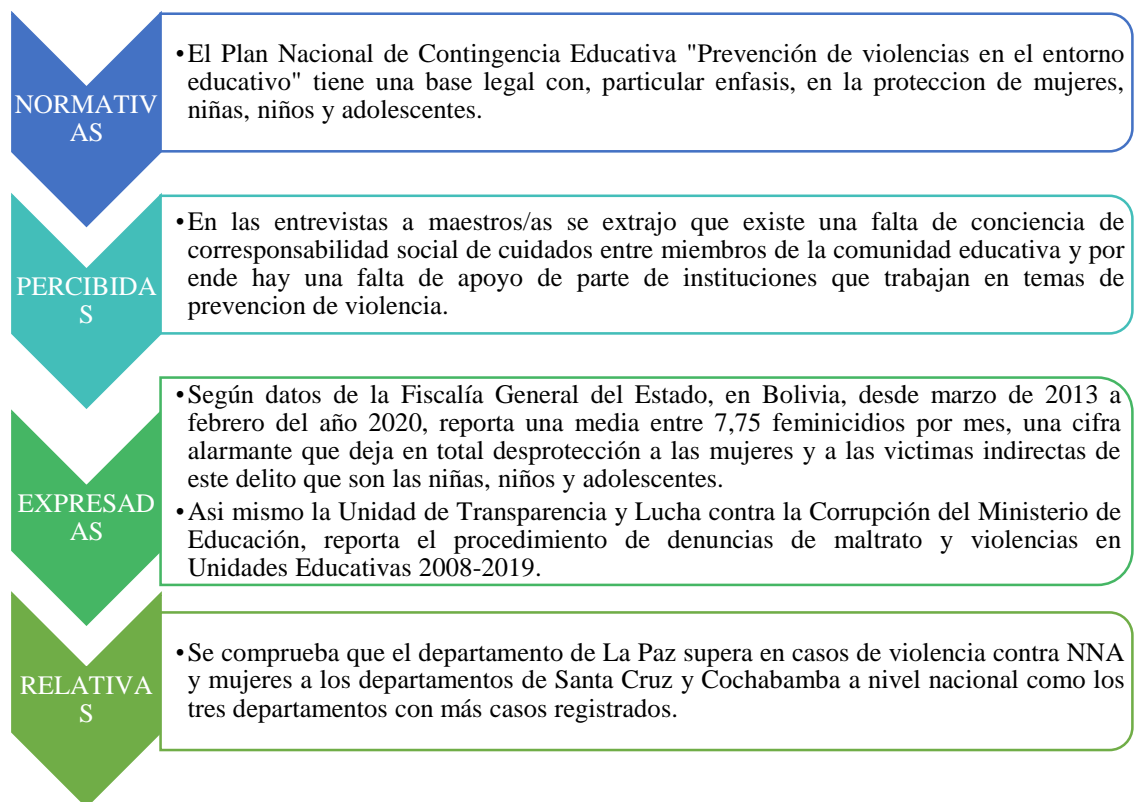 NORMATIV
AS
•El Plan Nacional de Contingencia Educativa "Prevención de violencias en el entorno
educativo" tiene una base legal con, particular enfasis, en la proteccion de mujeres,
niñas, niños y adolescentes.
PERCIBIDA
S
•En las entrevistas a maestros/as se extrajo que existe una falta de conciencia de
corresponsabilidad social de cuidados entre miembros de la comunidad educativa y por
ende hay una falta de apoyo de parte de instituciones que trabajan en temas de
prevencion de violencia.
EXPRESAD
AS
•Según datos de la Fiscalía General del Estado, en Bolivia, desde marzo de 2013 a
febrero del año 2020, reporta una media entre 7,75 feminicidios por mes, una cifra
alarmante que deja en total desprotección a las mujeres y a las victimas indirectas de
este delito que son las niñas, niños y adolescentes.
•Asi mismo la Unidad de Transparencia y Lucha contra la Corrupción del Ministerio de
Educación, reporta el procedimiento de denuncias de maltrato y violencias en
Unidades Educativas 2008-2019.
RELATIVA
S
•Se comprueba que el departamento de La Paz supera en casos de violencia contra NNA
y mujeres a los departamentos de Santa Cruz y Cochabamba a nivel nacional como los
tres departamentos con más casos registrados.